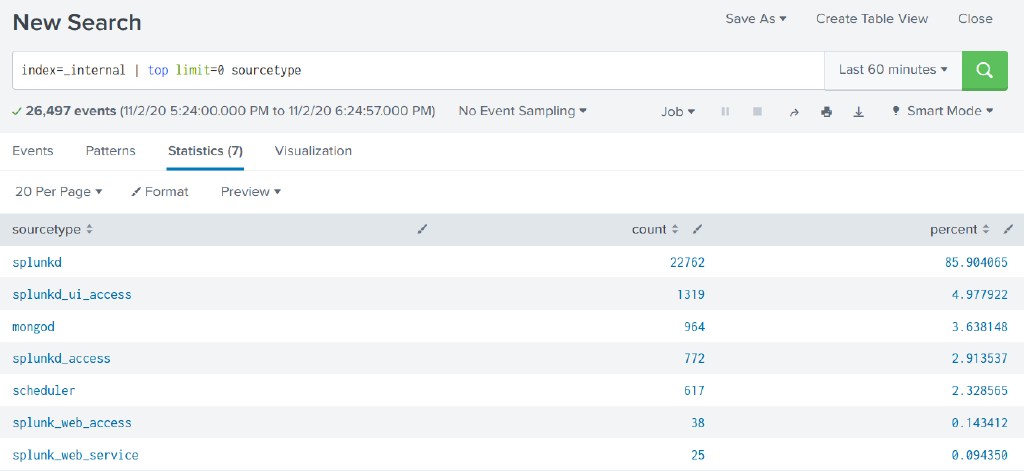 New Search
Save As Create Table View Close
index=_internal | top limit=0 sourcetype
Last 60 minutes
26,497 events (11/2/20 5:24:00.000 PM to 11/2/20 6:24:57.000 PM) No Event Sampling Job Smart Mode
Events Patterns Statistics (7) Visualization
20 Per Page Format Preview
sourcetype count percent
splunkd 22762 85.904065
splunkd_ui_access 1319 4.977922
mongod 964 3.638148
splunkd_access 772 2.913537
scheduler 617 2.328565
splunk_web_access 38 0.143412
splunk_web_service 25 0.094350